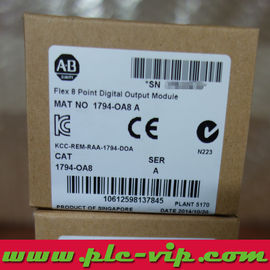 AB
*SN
Flex 8 Point Digital Output Module
MAT NO 1794-OA8 A
CE
N223
KCC-REM-RAA-1794-DOA
CAT SER
1794-OA8 A
10612598137845
PLANT 5170
PRODUCT OF SINGAPORE DATE 2014/10/20
http://www.plc-vip.com